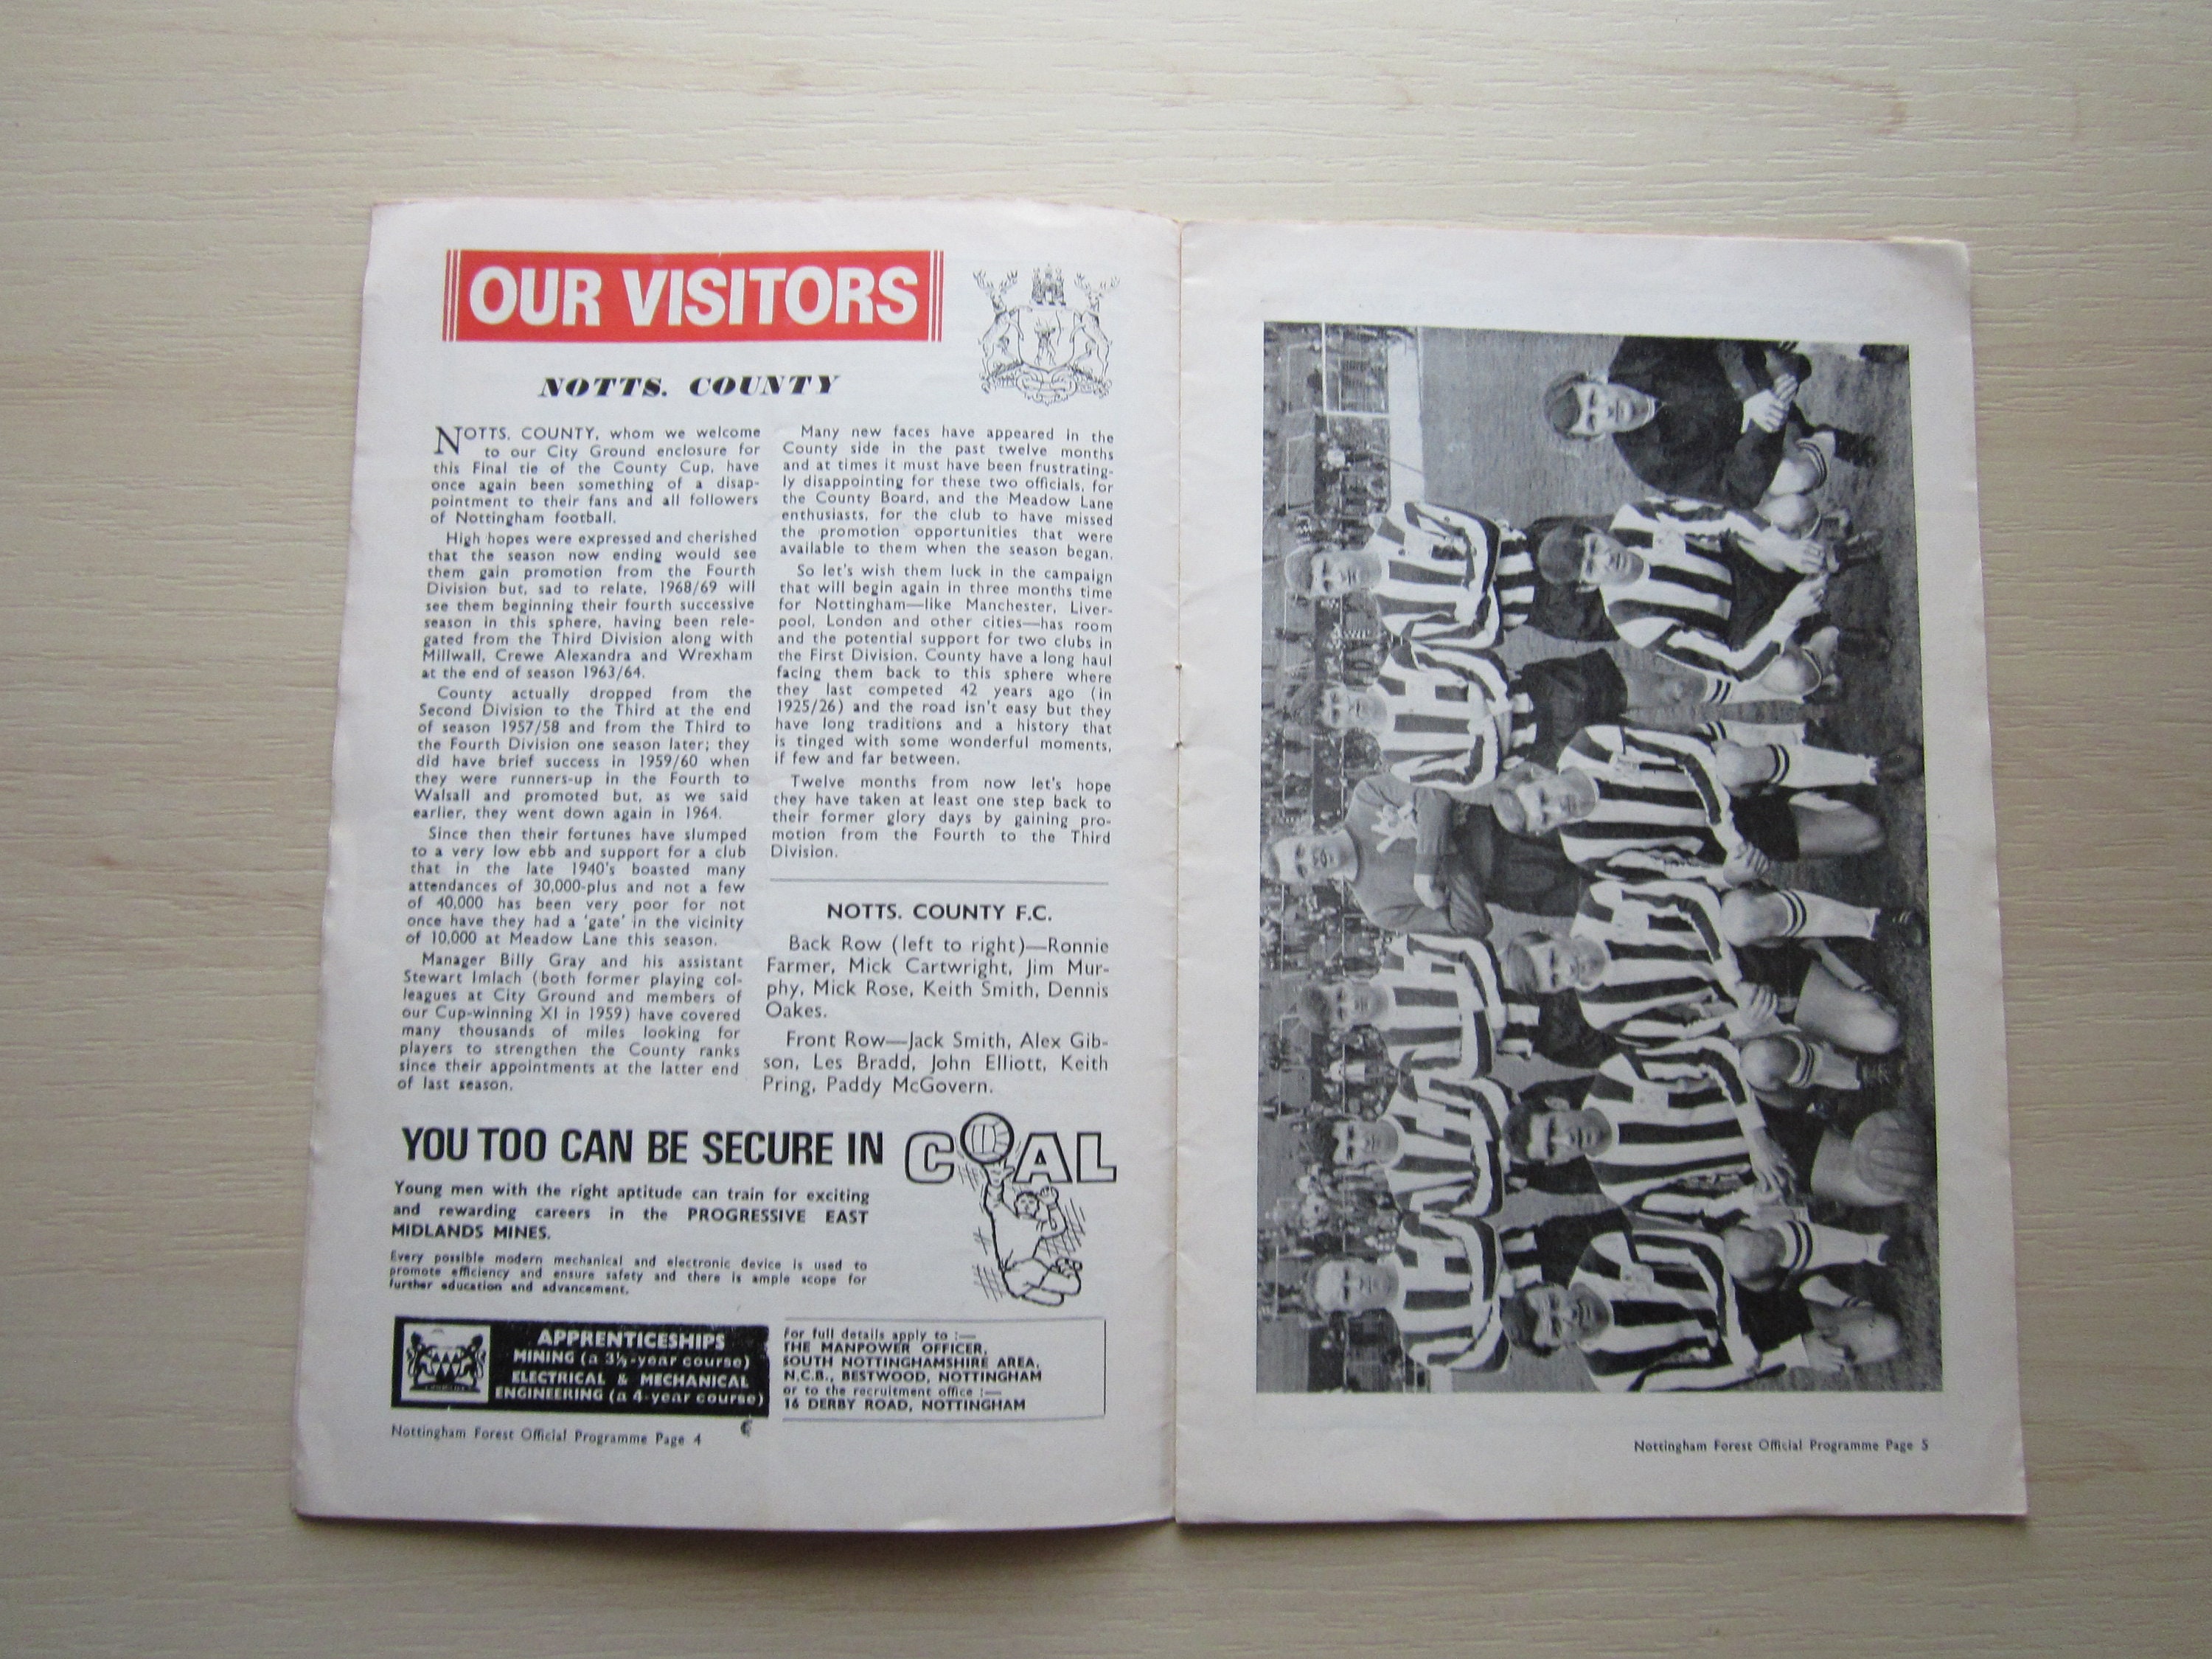 OUR VISITORS
NOTTS. COUNTY
NOTTS. COUNTY, whom we welcome
to our City Ground enclosure for
this Final tie of the County Cup, have
once again been something of a disap-
pointment to their fans and all followers
of Nottingham football.
High hopes were expressed and cherished
that the season now ending would see
them gain promotion from the Fourth
Division but, sad to relate, 1968/69 will
see them beginning their fourth successive
season in this sphere, having been rele-
gated from the Third Division along with
Millwall, Crewe Alexandra and Wrexham
at the end of season 1963/64.
County actually dropped from the
Second Division to the Third at the end
of season 1957/58 and from the Third to
the Fourth Division one season later; they
did have brief success in 1959/60 when
they were runners-up in the Fourth to
Walsall and promoted but, as we said
earlier, they went down again in 1964.
Since then their fortunes have slumped
to a very low ebb and support for a club
that in the late 1940's boasted many
attendances of 30,000-plus and not a few
of 40,000 has been very poor for not
once have they had a 'gate' in the vicinity
of 10,000 at Meadow Lane this season.
Manager Billy Gray and his assistant
Stewart Imlach (both former playing col-
leagues at City Ground and members of
our Cup-winning XI in 1959) have covered
many thousands of miles looking for
players to strengthen the County ranks
since their appointments at the latter end
of last season.
Many new faces have appeared in the
County side in the past twelve months
and at times it must have been frustrating-
ly disappointing for these two officials, for
the County Board, and the Meadow Lane
enthusiasts, for the club to have missed
the promotion opportunities that were
available to them when the season began.
So let's wish them luck in the campaign
that will begin again in three months time
for Nottingham—like Manchester, Liver-
pool, London and other cities—has room
and the potential support for two clubs in
the First Division. County have a long haul
facing them back to this sphere where
they last competed 42 years ago (in
1925/26) and the road isn't easy but they
have long traditions and a history that
is tinged with some wonderful moments,
if few and far between.
Twelve months from now let's hope
they have taken at least one step back to
their former glory days by gaining pro-
motion from the Fourth to the Third
Division.
NOTTS. COUNTY F.C.
Back Row (left to right)—Ronnie
Farmer, Mick Cartwright, Jim Mur-
phy, Mick Rose, Keith Smith, Dennis
Oakes.
Front Row—Jack Smith, Alex Gib-
son, Les Bradd, John Elliott, Keith
Pring, Paddy McGovern.
YOU TOO CAN BE SECURE IN COAL
Young men with the right aptitude can train for exciting
and rewarding careers in the PROGRESSIVE EAST
MIDLANDS MINES.
Every possible modern mechanical and electronic device is used to
promote efficiency and ensure safety and there is ample scope for
further education and advancement.
APPRENTICESHIPS
MINING (a 3½-year course)
ELECTRICAL & MECHANICAL
ENGINEERING (a 4-year course)
For full details apply to :—
THE MANPOWER OFFICER,
SOUTH NOTTINGHAMSHIRE AREA,
N.C.B., BESTWOOD, NOTTINGHAM
or to the recruitment office :—
16 DERBY ROAD, NOTTINGHAM
Nottingham Forest Official Programme Page 4
Nottingham Forest Official Programme Page 5